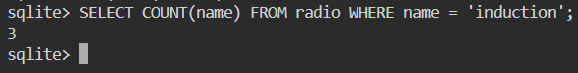 sqlite> SELECT COUNT(name) FROM radio WHERE name = 'induction';
3
sqlite>